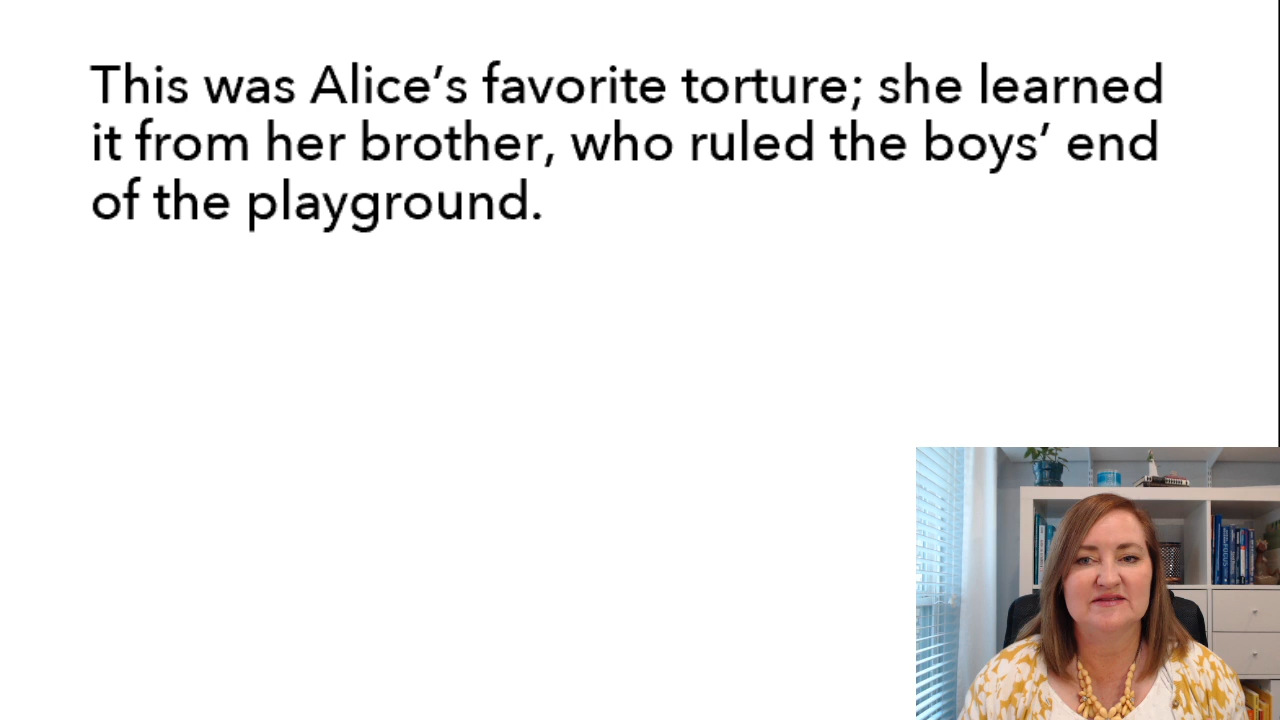 This was Alice’s favorite torture; she learned
it from her brother, who ruled the boys’ end
of the playground.